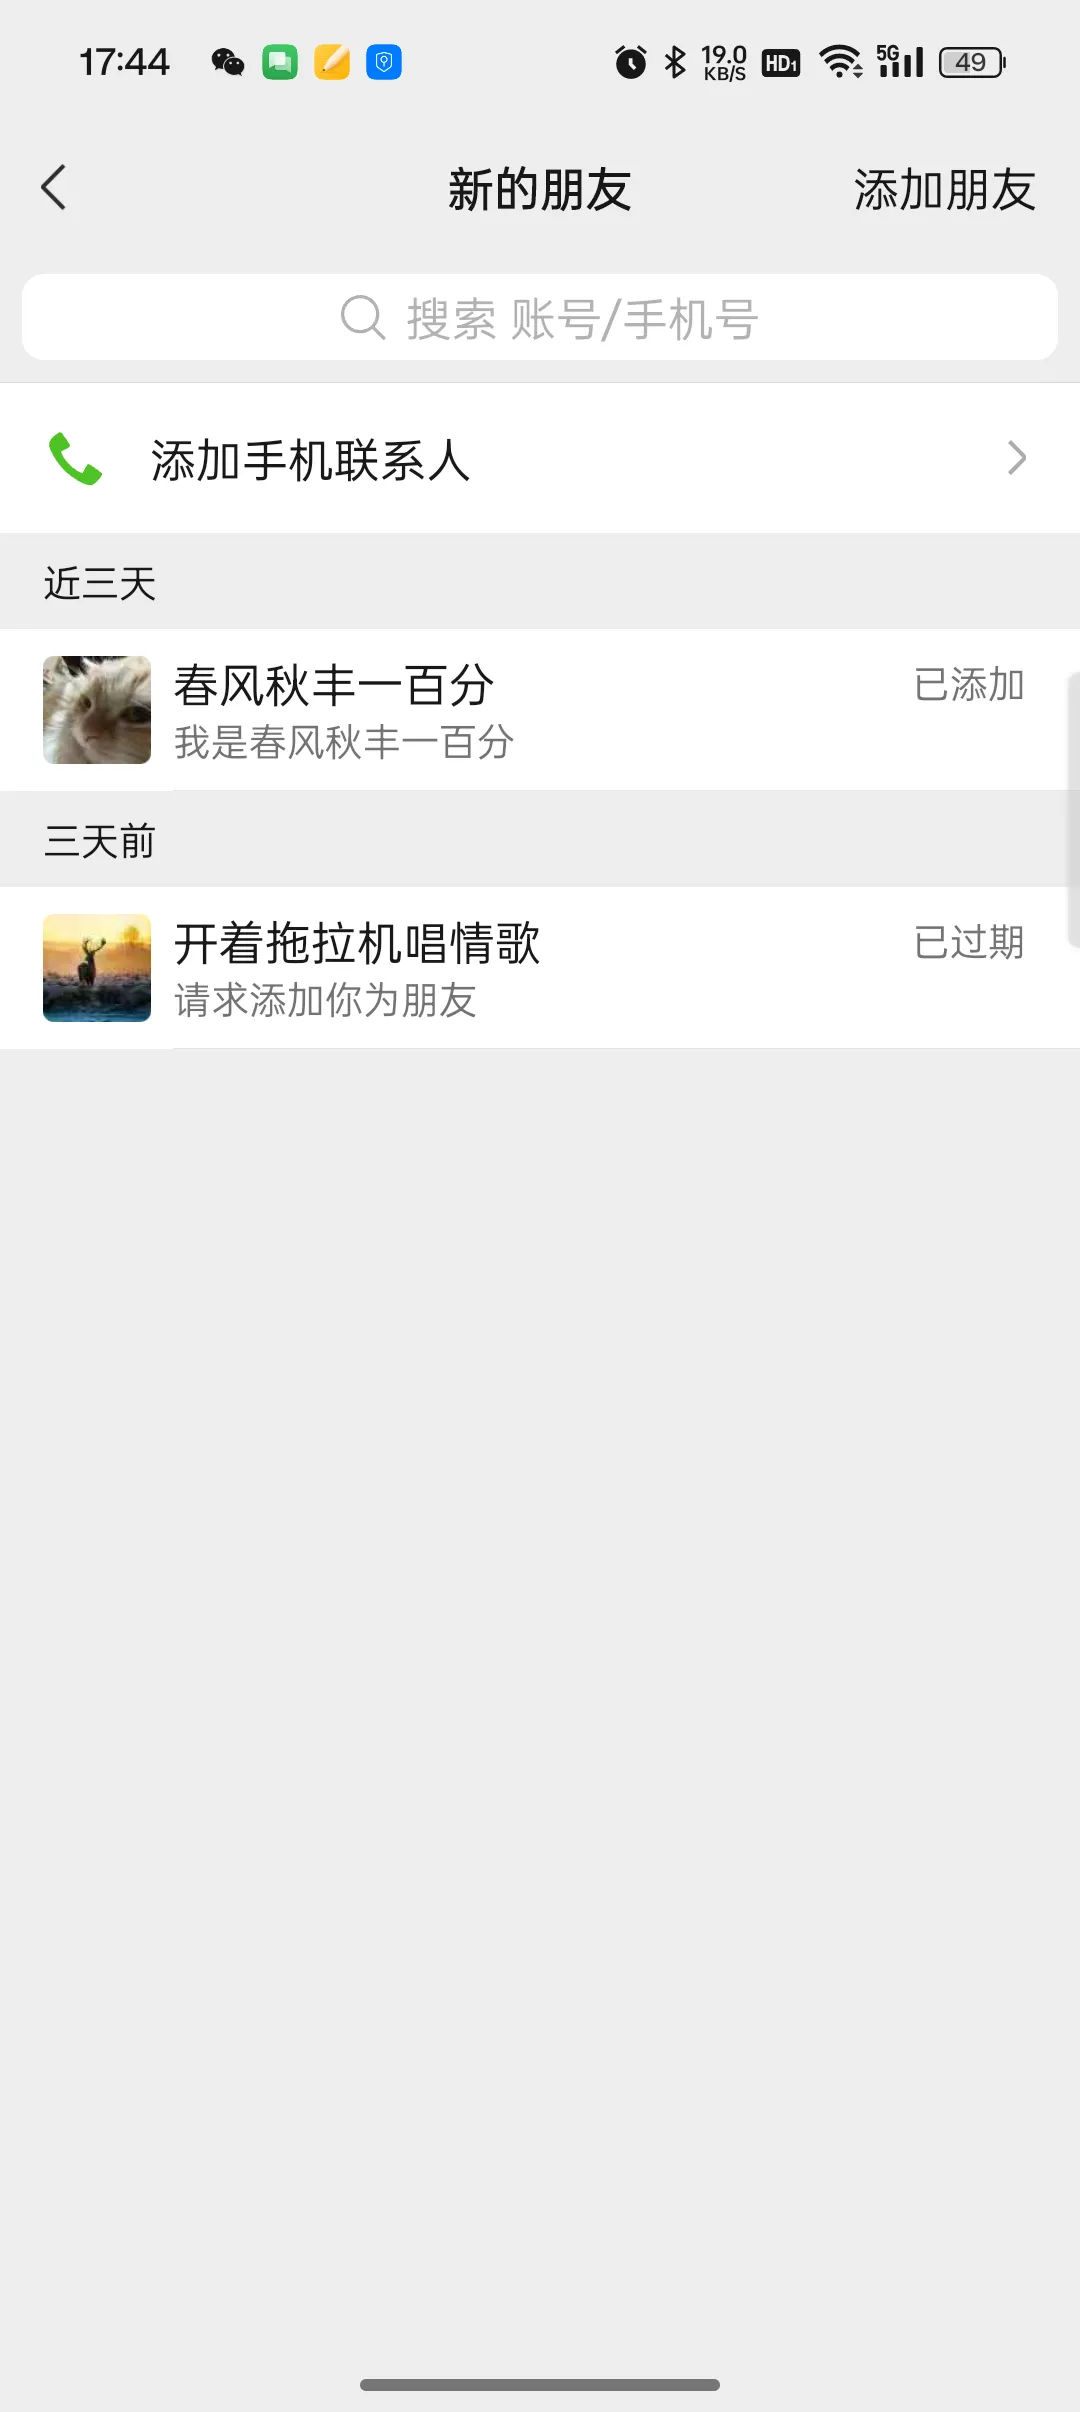 17:44
19.0
KB/S
HD1
5G
49
新的朋友
添加朋友
搜索 账号/手机号
添加手机联系人
近三天
春风秋丰一百分
已添加
我是春风秋丰一百分
三天前
开着拖拉机唱情歌
已过期
请求添加你为朋友